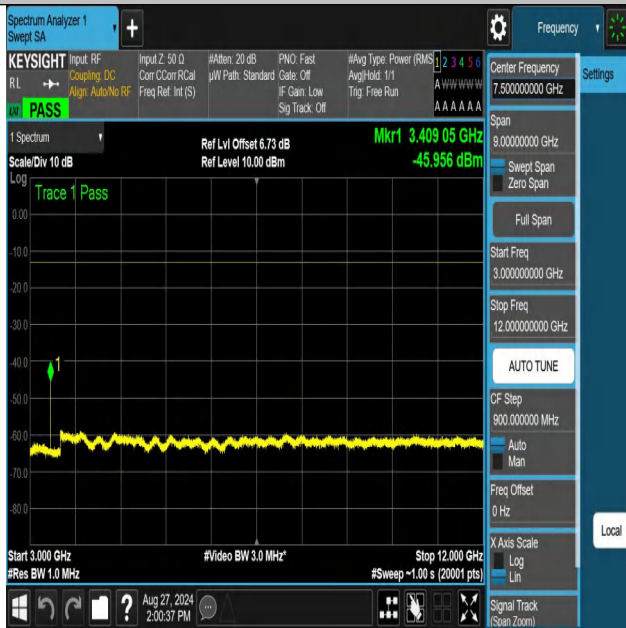 Spectrum Analyzer 1
Swept SA
Frequency
KEYSIGHT
RL
PASS
Input: RF
Coupling: DC
Align: Auto/No RF
Input Z: 50 Ω
Corr CCorr RCal
Freq Ref: Int (S)
#Atten: 20 dB
µW Path: Standard
PNO: Fast
Gate: Off
IF Gain: Low
Sig Track: Off
#Avg Type: Power (RMS
Avg|Hold: 1/1
Trig: Free Run
1 2 3 4 5 6
A W W W W W
A A A A A A
1 Spectrum
Scale/Div 10 dB
Ref Lvl Offset 6.73 dB
Ref Level 10.00 dBm
Mkr1 3.409 05 GHz
-45.956 dBm
Log
Trace 1 Pass
0.00
-10.0
-20.0
-30.0
-40.0
-50.0
-60.0
-70.0
-80.0
1
Start 3.000 GHz
#Res BW 1.0 MHz
#Video BW 3.0 MHz*
Stop 12.000 GHz
#Sweep ~1.00 s (20001 pts)
Aug 27, 2024
2:00:37 PM
Center Frequency
7.500000000 GHz
Span
9.00000000 GHz
Swept Span
Zero Span
Full Span
Start Freq
3.000000000 GHz
Stop Freq
12.000000000 GHz
AUTO TUNE
CF Step
900.000000 MHz
Auto
Man
Freq Offset
0 Hz
X Axis Scale
Log
Lin
Signal Track
(Span Zoom)
Settings
Local